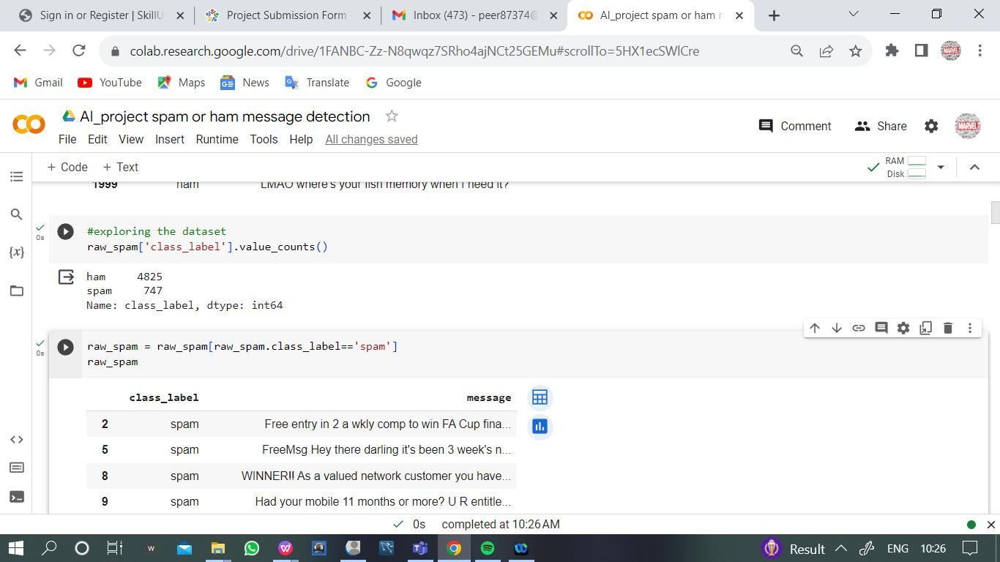 Sign in or Register | SkillU
Project Submission Form
Inbox (473) - peer87374@
AI_project spam or ham m
colab.research.google.com/drive/1FANBC-Zz-N8qwqz7SRho4ajNCt25GEMu#scrollTo=5HX1ecSWlCre
Gmail YouTube Maps News Translate Google
AI_project spam or ham message detection
Comment Share
File Edit View Insert Runtime Tools Help All changes saved
+ Code + Text
RAM
Disk
1999 ham LMAO where's your fish memory when I need it?
0s
#exploring the dataset
raw_spam['class_label'].value_counts()
ham 4825
spam 747
Name: class_label, dtype: int64
0s
raw_spam = raw_spam[raw_spam.class_label=='spam']
raw_spam
class_label message
2 spam Free entry in 2 a wkly comp to win FA Cup fina...
5 spam FreeMsg Hey there darling it's been 3 week's n...
8 spam WINNER!! As a valued network customer you have...
9 spam Had your mobile 11 months or more? U R entitle...
0s completed at 10:26 AM
Result ENG 10:26